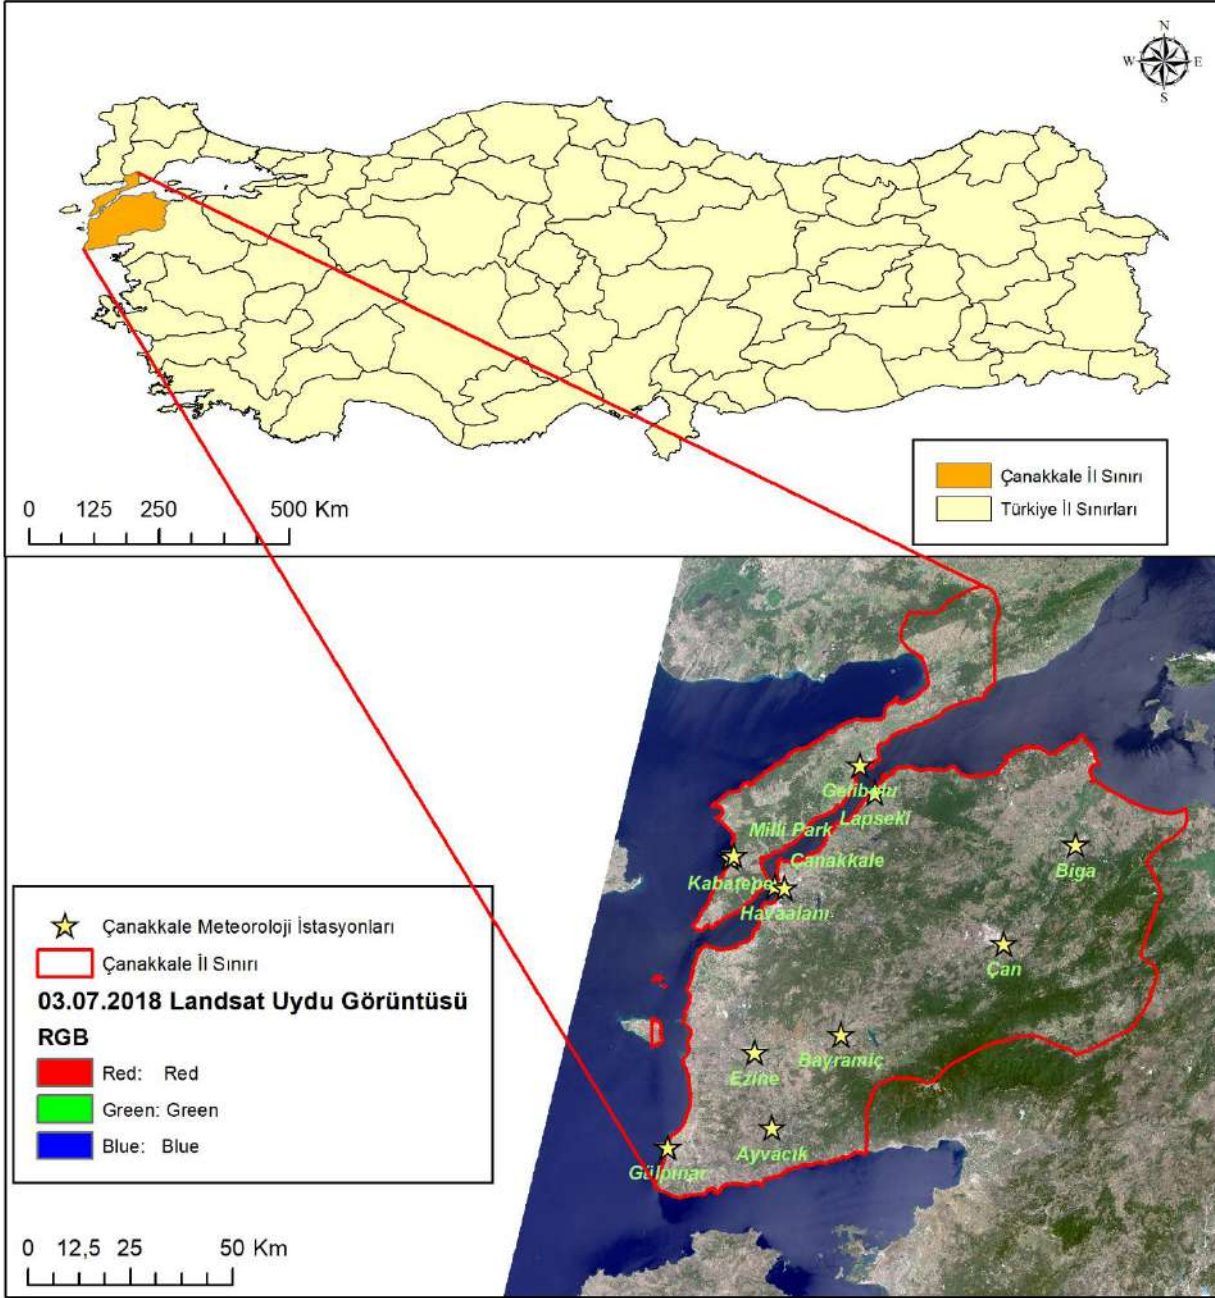 N
W E
S
Çanakkale İl Sınırı
Türkiye İl Sınırları
0 125 250 500 Km
Gelibolu
Lapseki
Milli Park
Çanakkale
Biga
Kabatepe
Havaalanı
Çan
Bayramiç
Ezine
Ayvacık
Gülpınar
Çanakkale Meteoroloji İstasyonları
Çanakkale İl Sınırı
03.07.2018 Landsat Uydu Görüntüsü
RGB
Red: Red
Green: Green
Blue: Blue
0 12,5 25 50 Km